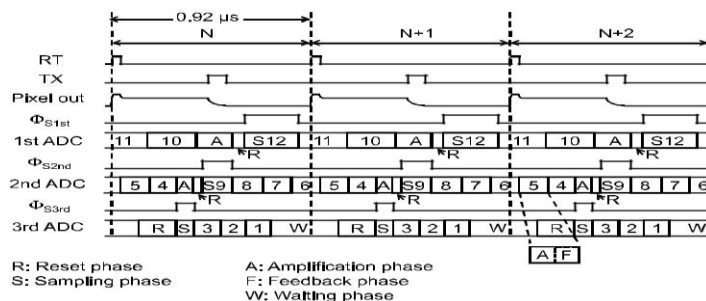 0.92 μs
N N+1 N+2
RT
TX
Pixel out
ΦS1st
1st ADC 11 10 A S12 11 10 A S12 11 10 A S12
R R R
ΦS2nd
2nd ADC 5 4 A S9 8 7 6 5 4 A S9 8 7 6 5 4 A S9 8 7 6
R R R
ΦS3rd
3rd ADC R S 3 2 1 W R S 3 2 1 W R S 3 2 1 W
A F
R: Reset phase A: Amplification phase
S: Sampling phase F: Feedback phase
W: Waiting phase